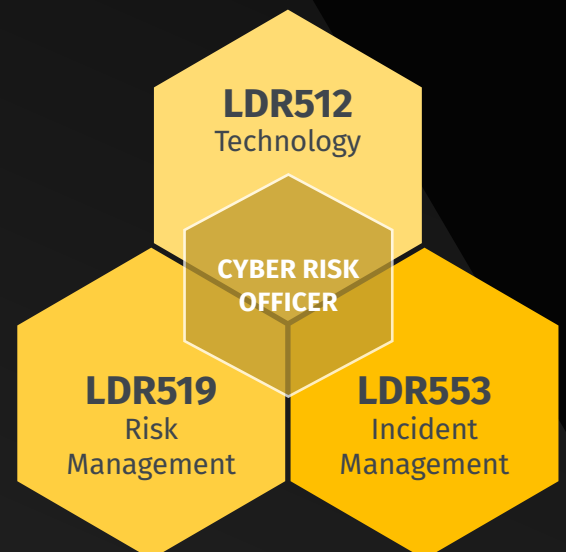 LDR512
Technology
CYBER RISK
OFFICER
LDR519
Risk
Management
LDR553
Incident
Management